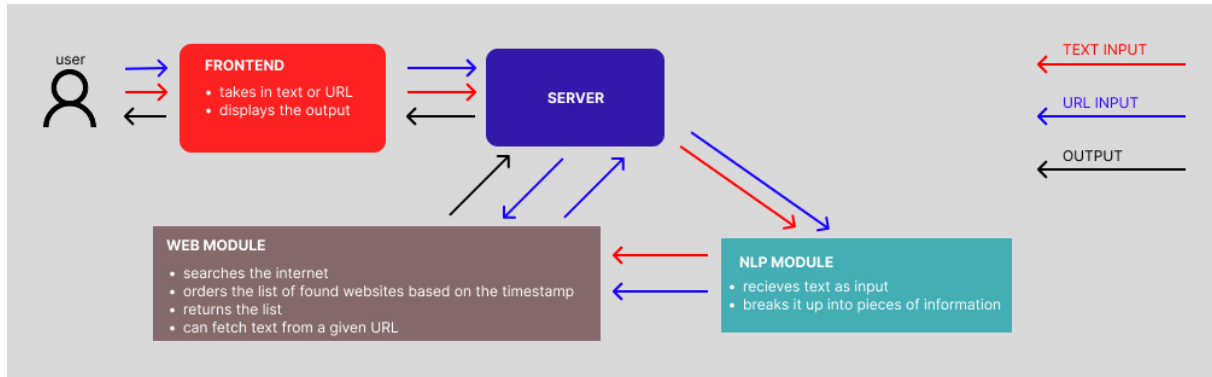 user
FRONTEND
• takes in text or URL
• displays the output
SERVER
TEXT INPUT
URL INPUT
OUTPUT
WEB MODULE
• searches the internet
• orders the list of found websites based on the timestamp
• returns the list
• can fetch text from a given URL
NLP MODULE
• recieves text as input
• breaks it up into pieces of information